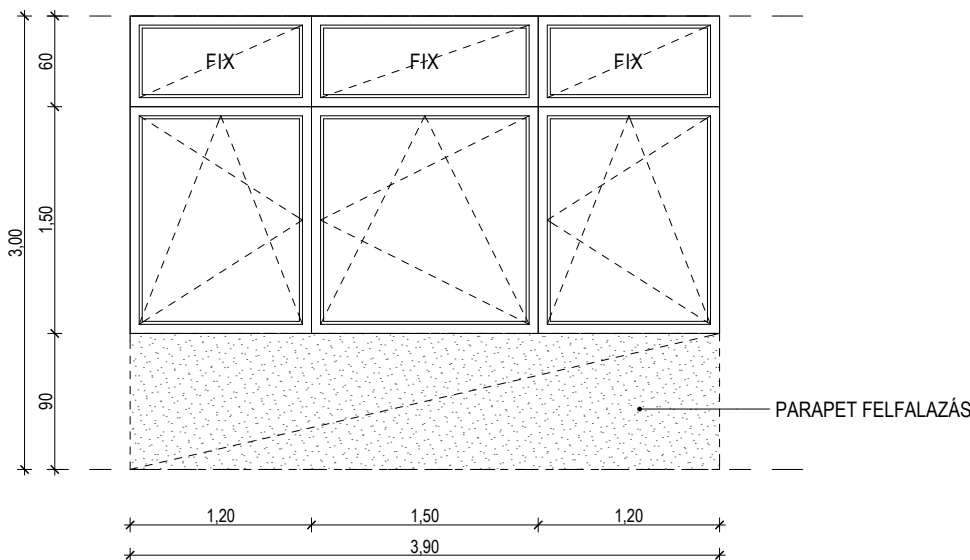 60
FIX
FIX
FIX
3,00
1,50
90
PARAPET FELFALAZÁS
1,20
1,50
1,20
3,90